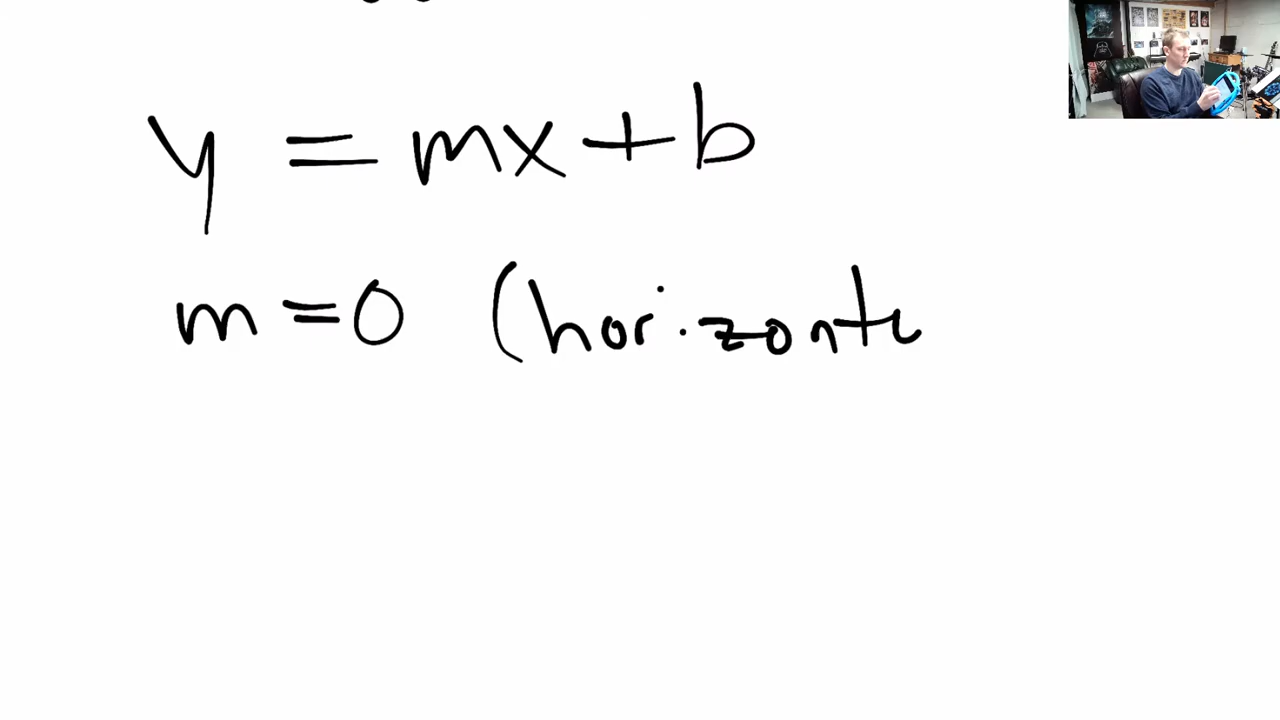 y = mx + b
m = 0 (horizonta